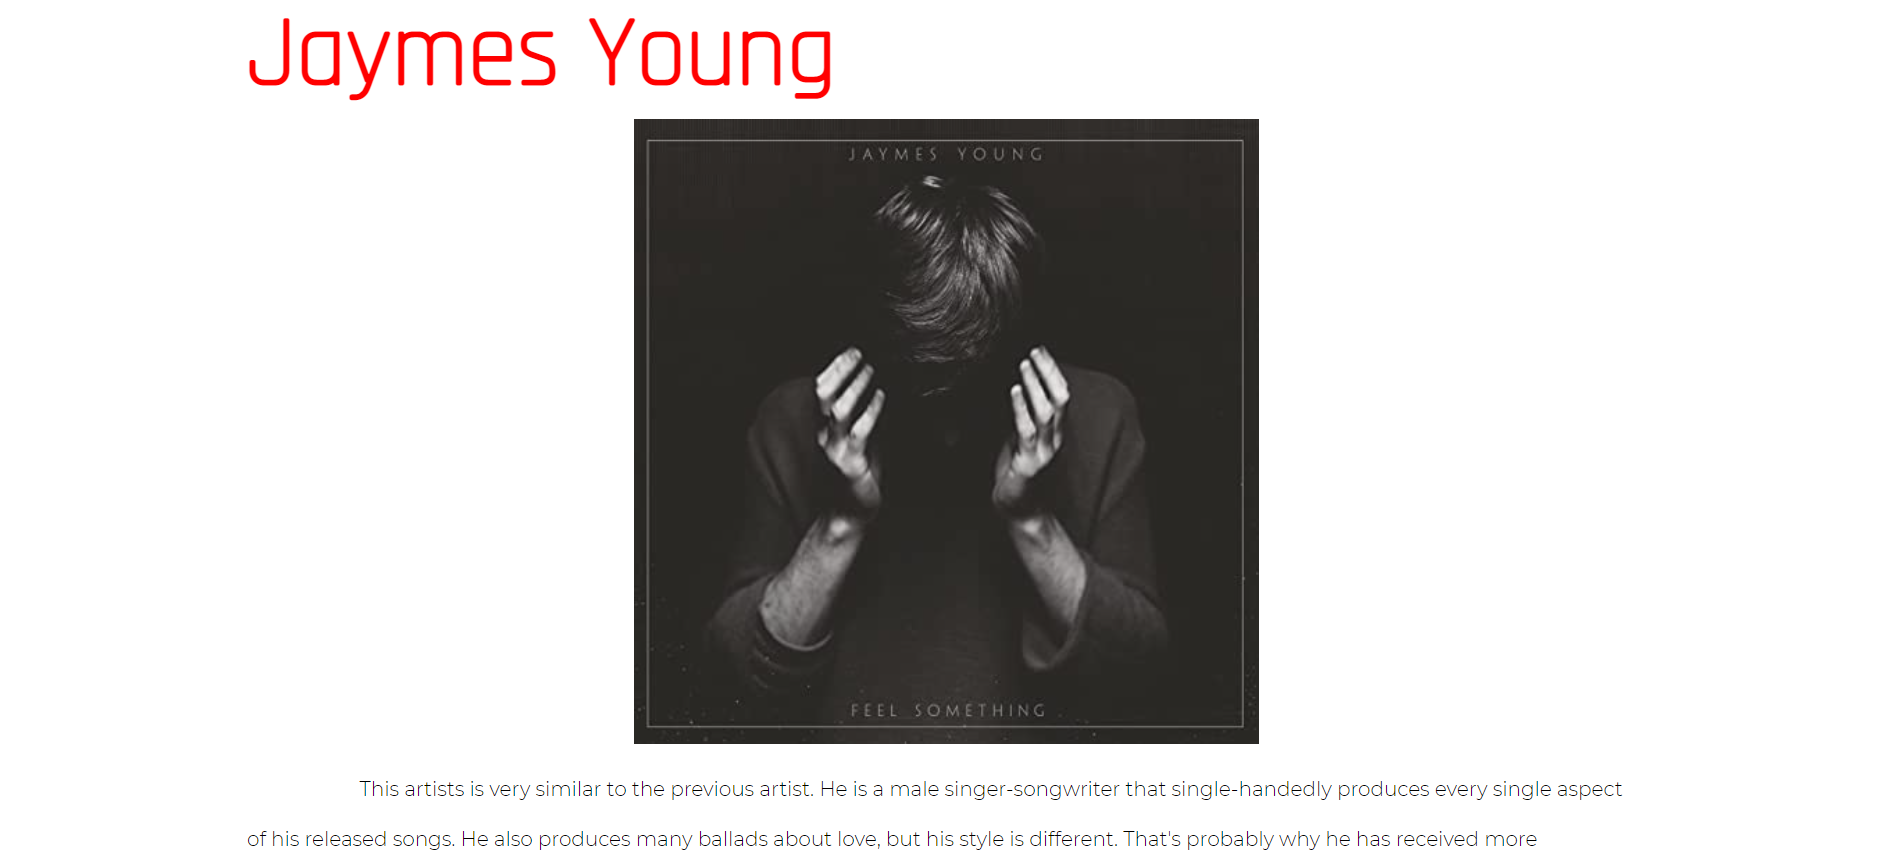 Jaymes Young
JAYMES YOUNG
FEEL SOMETHING
This artists is very similar to the previous artist. He is a male singer-songwriter that single-handedly produces every single aspect
of his released songs. He also produces many ballads about love, but his style is different. That's probably why he has received more